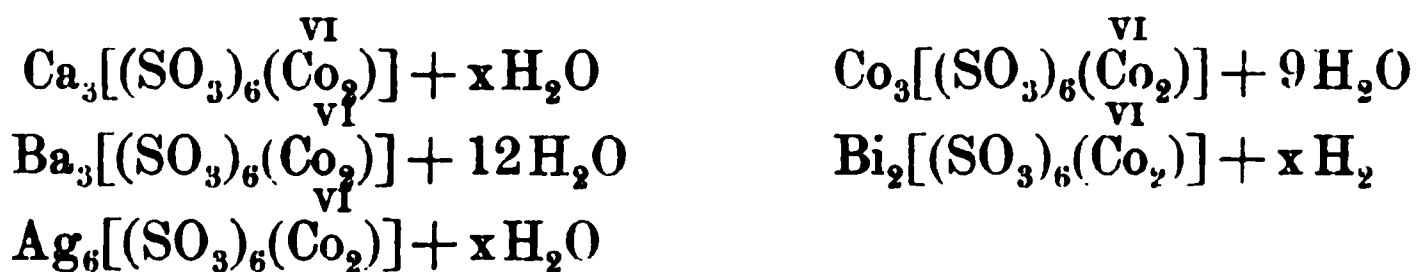 VI VI
Ca₃[(SO₃)₆(Co₂)] + x H₂O Co₃[(SO₃)₆(Co₂)] + 9 H₂O
VI VI
Ba₃[(SO₃)₆(Co₂)] + 12 H₂O Bi₂[(SO₃)₆(Co₂)] + x H₂
VI
Ag₆[(SO₃)₆(Co₂)] + x H₂O